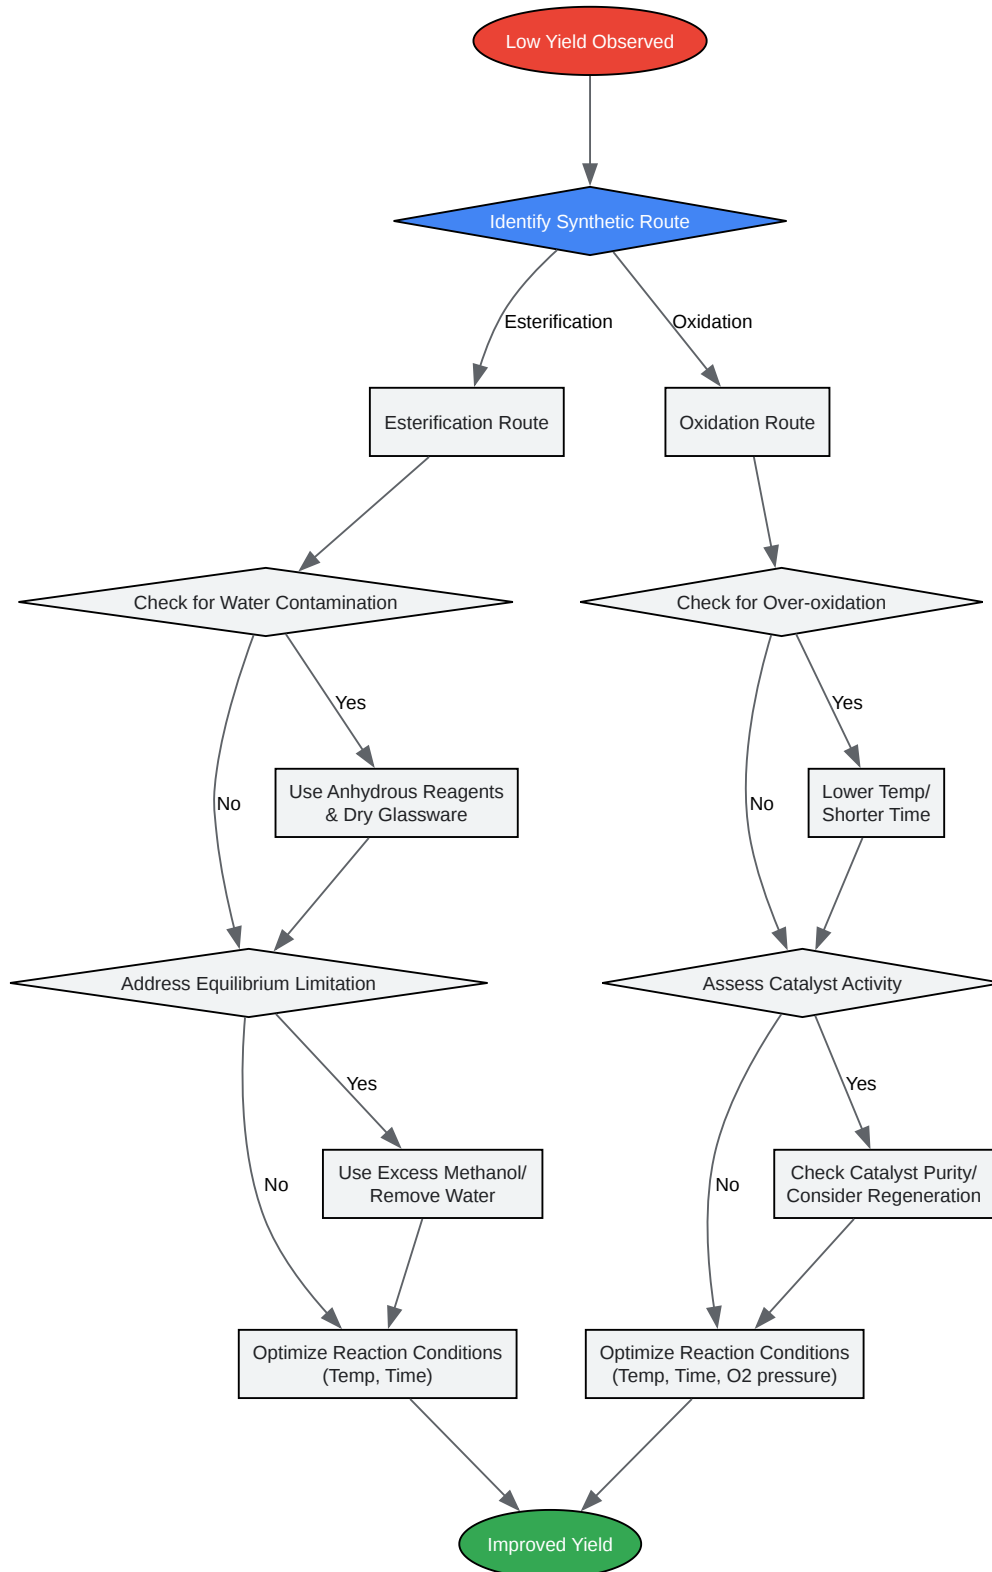 Low Yield Observed
Identify Synthetic Route
Esterification
Oxidation
Esterification Route
Oxidation Route
Check for Water Contamination
Check for Over-oxidation
Yes
Yes
No
Use Anhydrous Reagents
& Dry Glassware
No
Lower Temp/
Shorter Time
Address Equilibrium Limitation
Assess Catalyst Activity
Yes
Yes
No
Use Excess Methanol/
Remove Water
No
Check Catalyst Purity/
Consider Regeneration
Optimize Reaction Conditions
(Temp, Time)
Optimize Reaction Conditions
(Temp, Time, O2 pressure)
Improved Yield